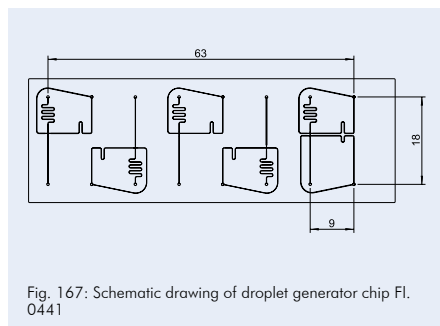 63
18
9
Fig. 167: Schematic drawing of droplet generator chip Fl.
0441